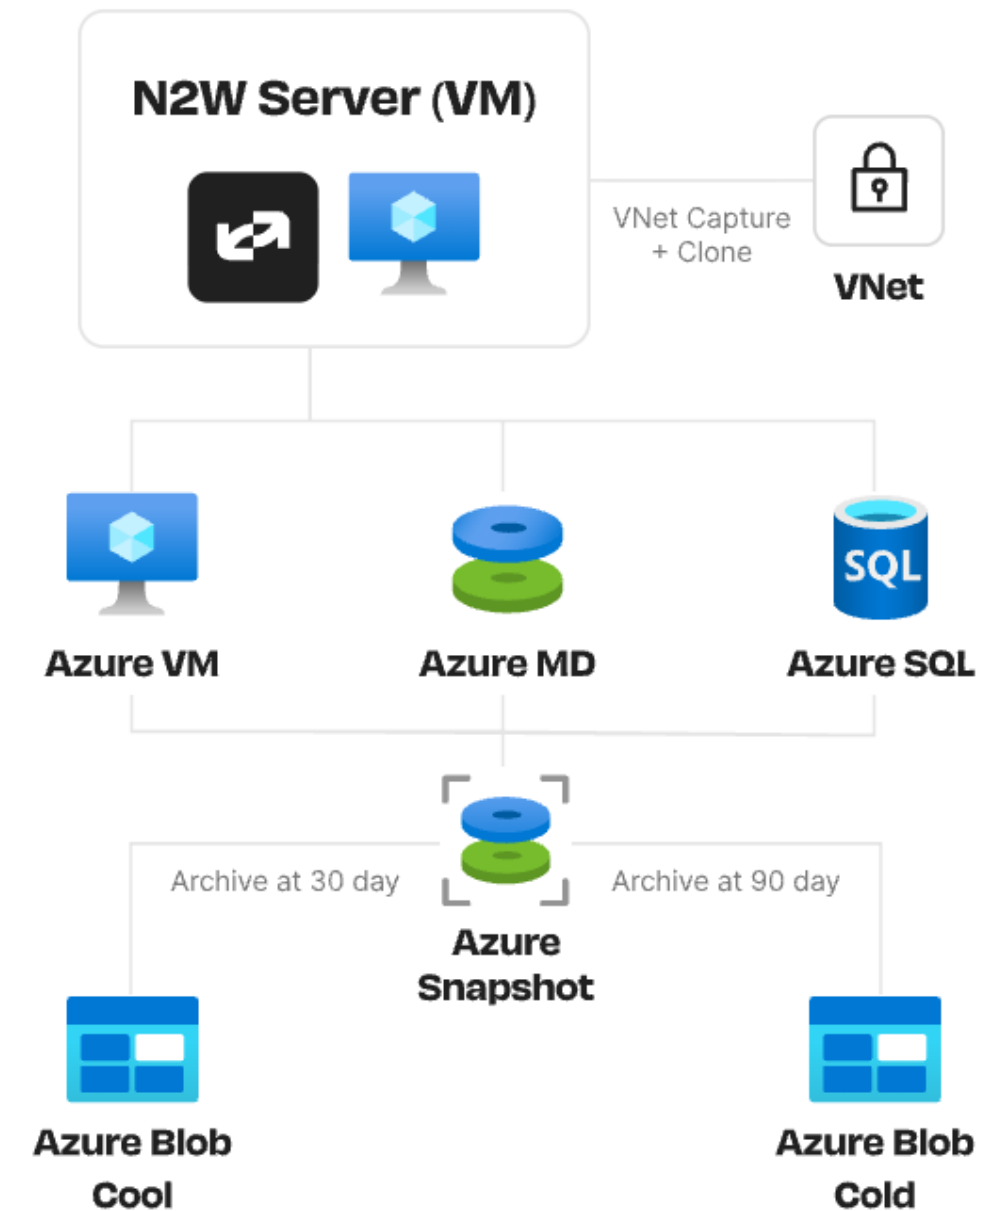 N2W Server (VM)
VNet Capture
+ Clone
VNet
Azure VM
Azure MD
SQL
Azure SQL
Archive at 30 day
Archive at 90 day
Azure
Snapshot
Azure Blob
Cool
Azure Blob
Cold